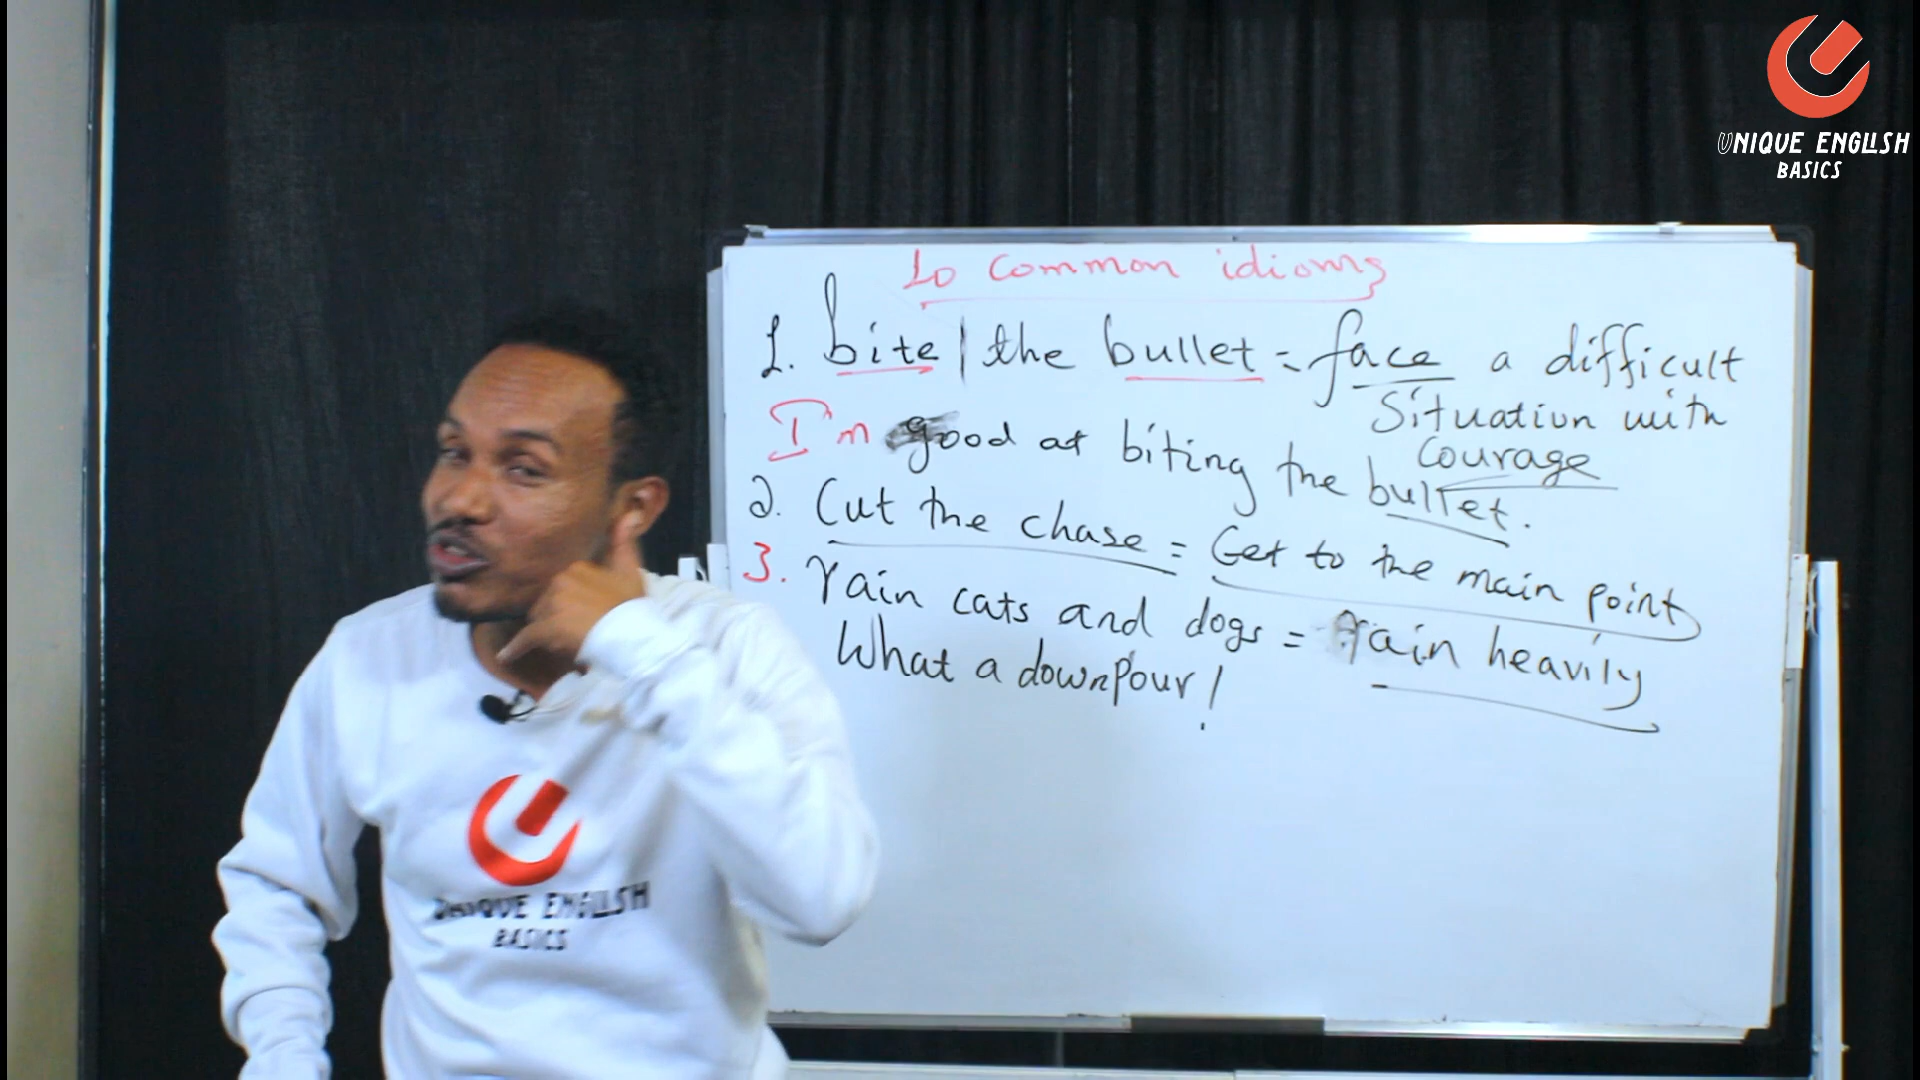 UNIQUE ENGLISH
BASICS
10 common idioms
1. bite | the bullet = face a difficult
situation with
courage
I'm good at biting the bullet.
2. Cut the chase = Get to the main point
3. rain cats and dogs = rain heavily
What a downpour!
UNIQUE ENGLISH
BASICS